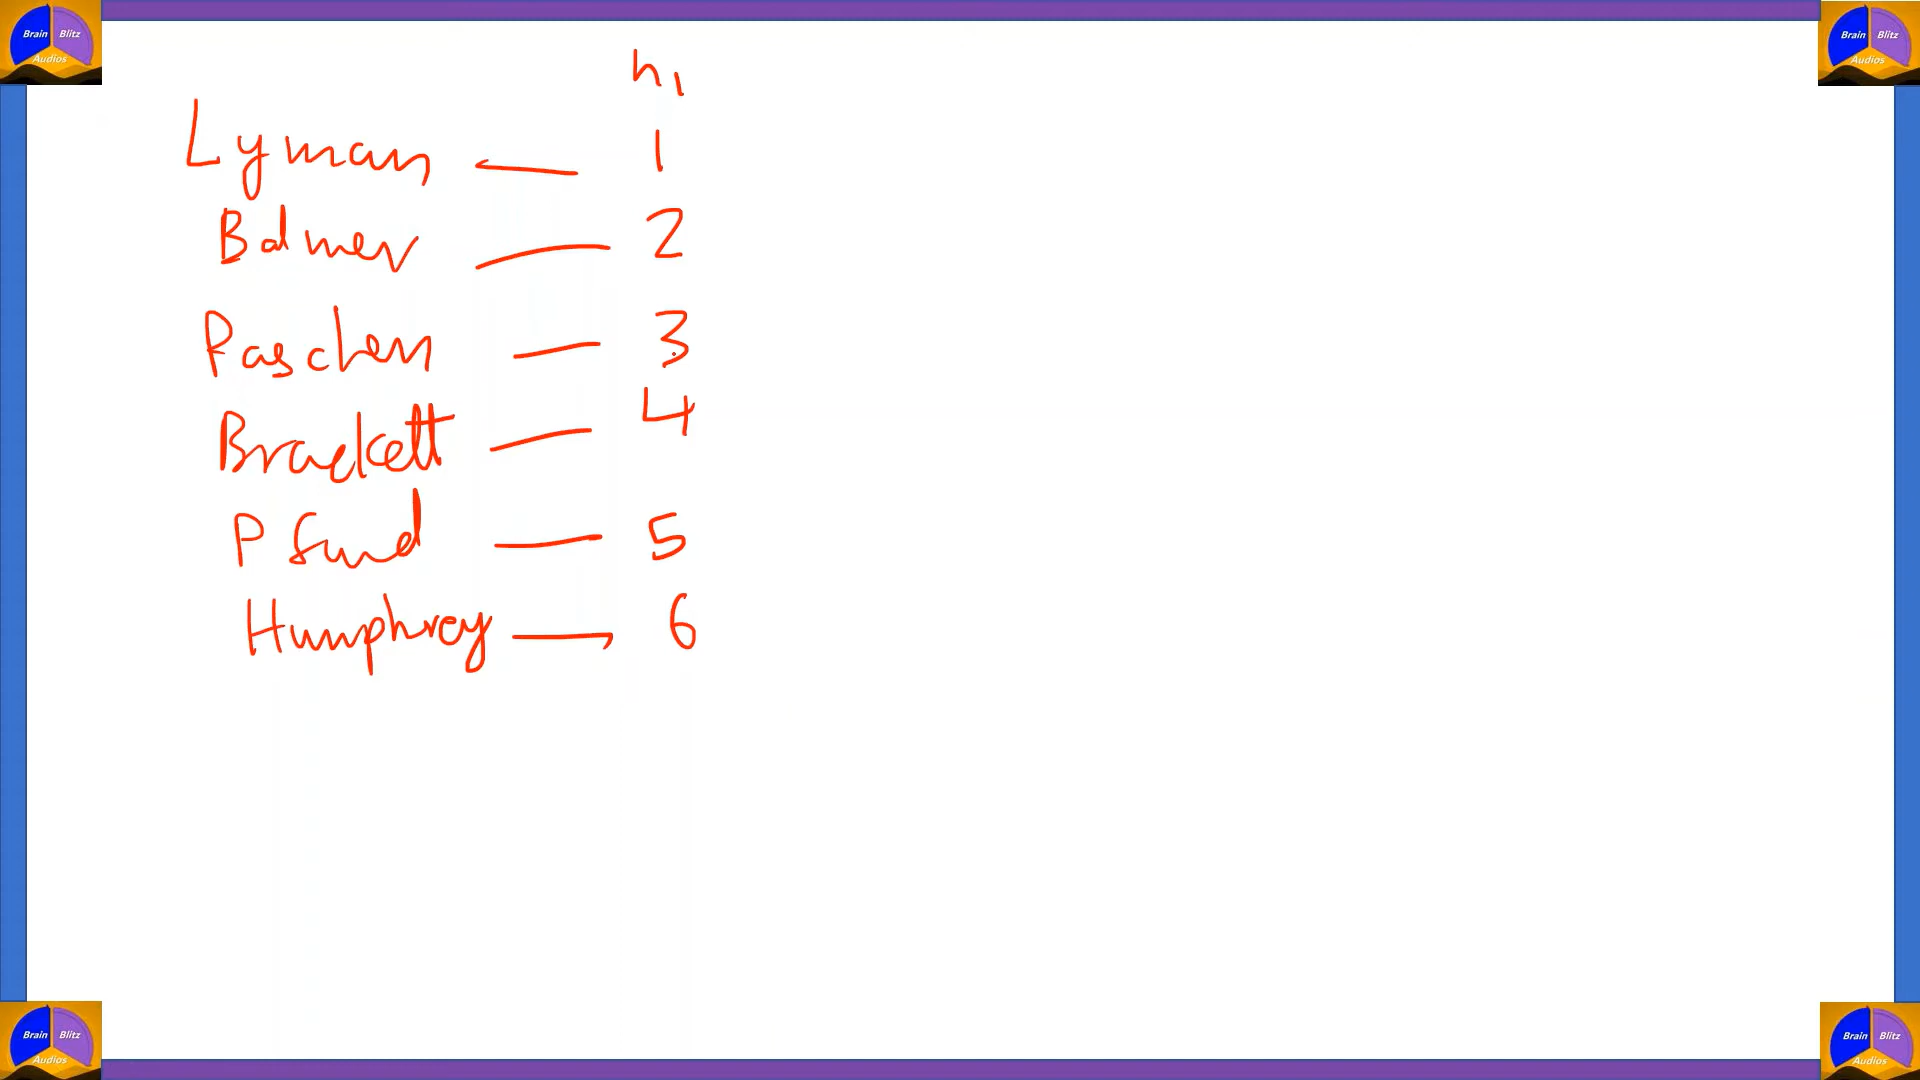 Brain Blitz Audios
Brain Blitz Audios
n1
Lyman — 1
Balmer — 2
Paschen — 3
Brackett — 4
Pfund — 5
Humphrey — 6
Brain Blitz Audios
Brain Blitz Audios